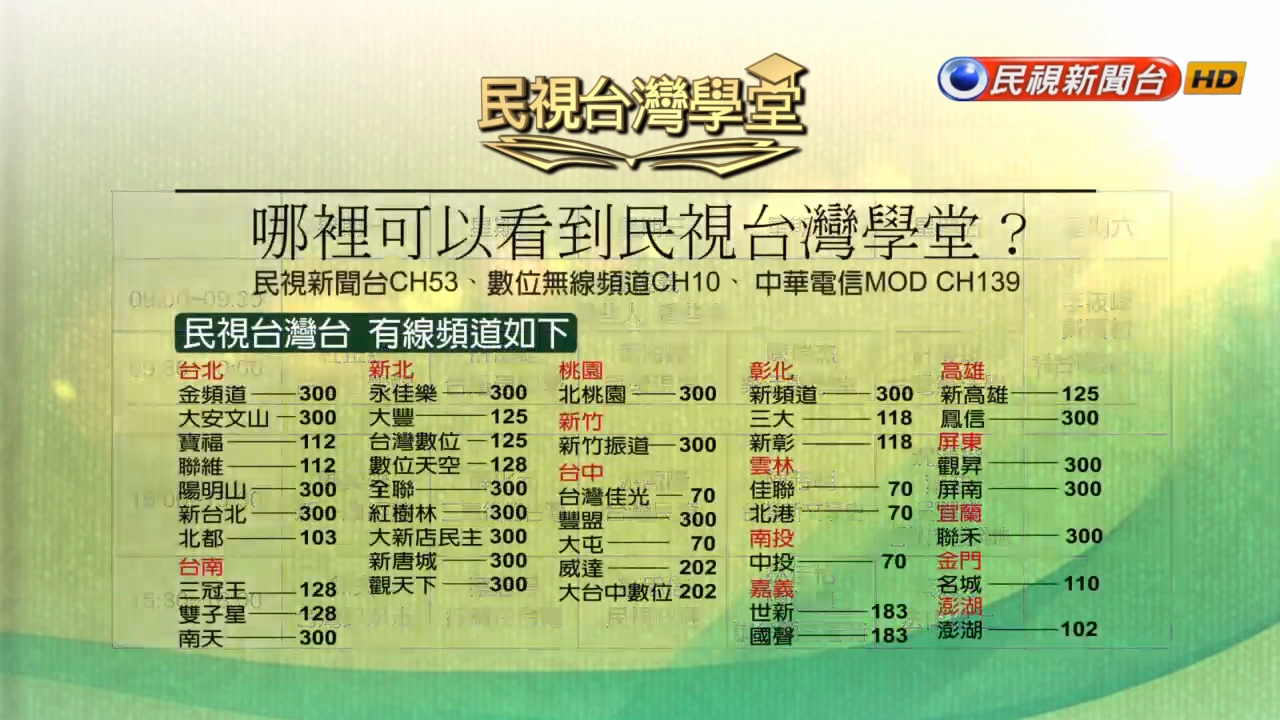 民視台灣學堂
民視新聞台 HD
哪裡可以看到民視台灣學堂？
民視新聞台CH53、數位無線頻道CH10、中華電信MOD CH139
民視台灣台 有線頻道如下
台北
金頻道 300
大安文山 300
寶福 112
聯維 112
陽明山 300
新台北 300
北都 103
台南
三冠王 128
雙子星 128
南天 300
新北
永佳樂 300
大豐 125
台灣數位 125
數位天空 128
全聯 300
紅樹林 300
大新店民主 300
新唐城 300
觀天下 300
桃園
北桃園 300
新竹
新竹振道 300
台中
台灣佳光 70
豐盟 300
大屯 70
威達 202
大台中數位 202
彰化
新頻道 300
三大 118
新彰 118
雲林
佳聯 70
北港 70
南投
中投 70
嘉義
世新 183
國聲 183
高雄
新高雄 125
鳳信 300
屏東
觀昇 300
屏南 300
宜蘭
聯禾 300
金門
名城 110
澎湖
澎湖 102